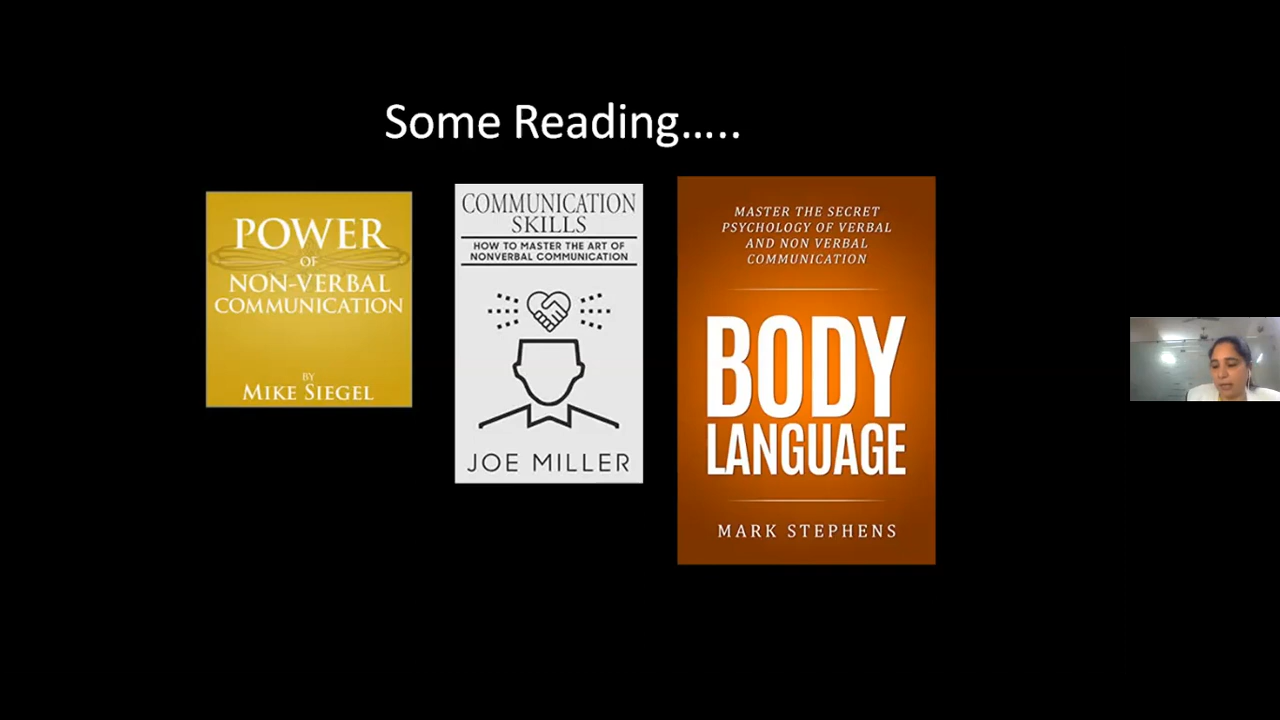 Some Reading…..
POWER
OF
NON-VERBAL
COMMUNICATION
BY
MIKE SIEGEL
COMMUNICATION
SKILLS
HOW TO MASTER THE ART OF
NONVERBAL COMMUNICATION
JOE MILLER
MASTER THE SECRET
PSYCHOLOGY OF VERBAL
AND NON VERBAL
COMMUNICATION
BODY
LANGUAGE
MARK STEPHENS